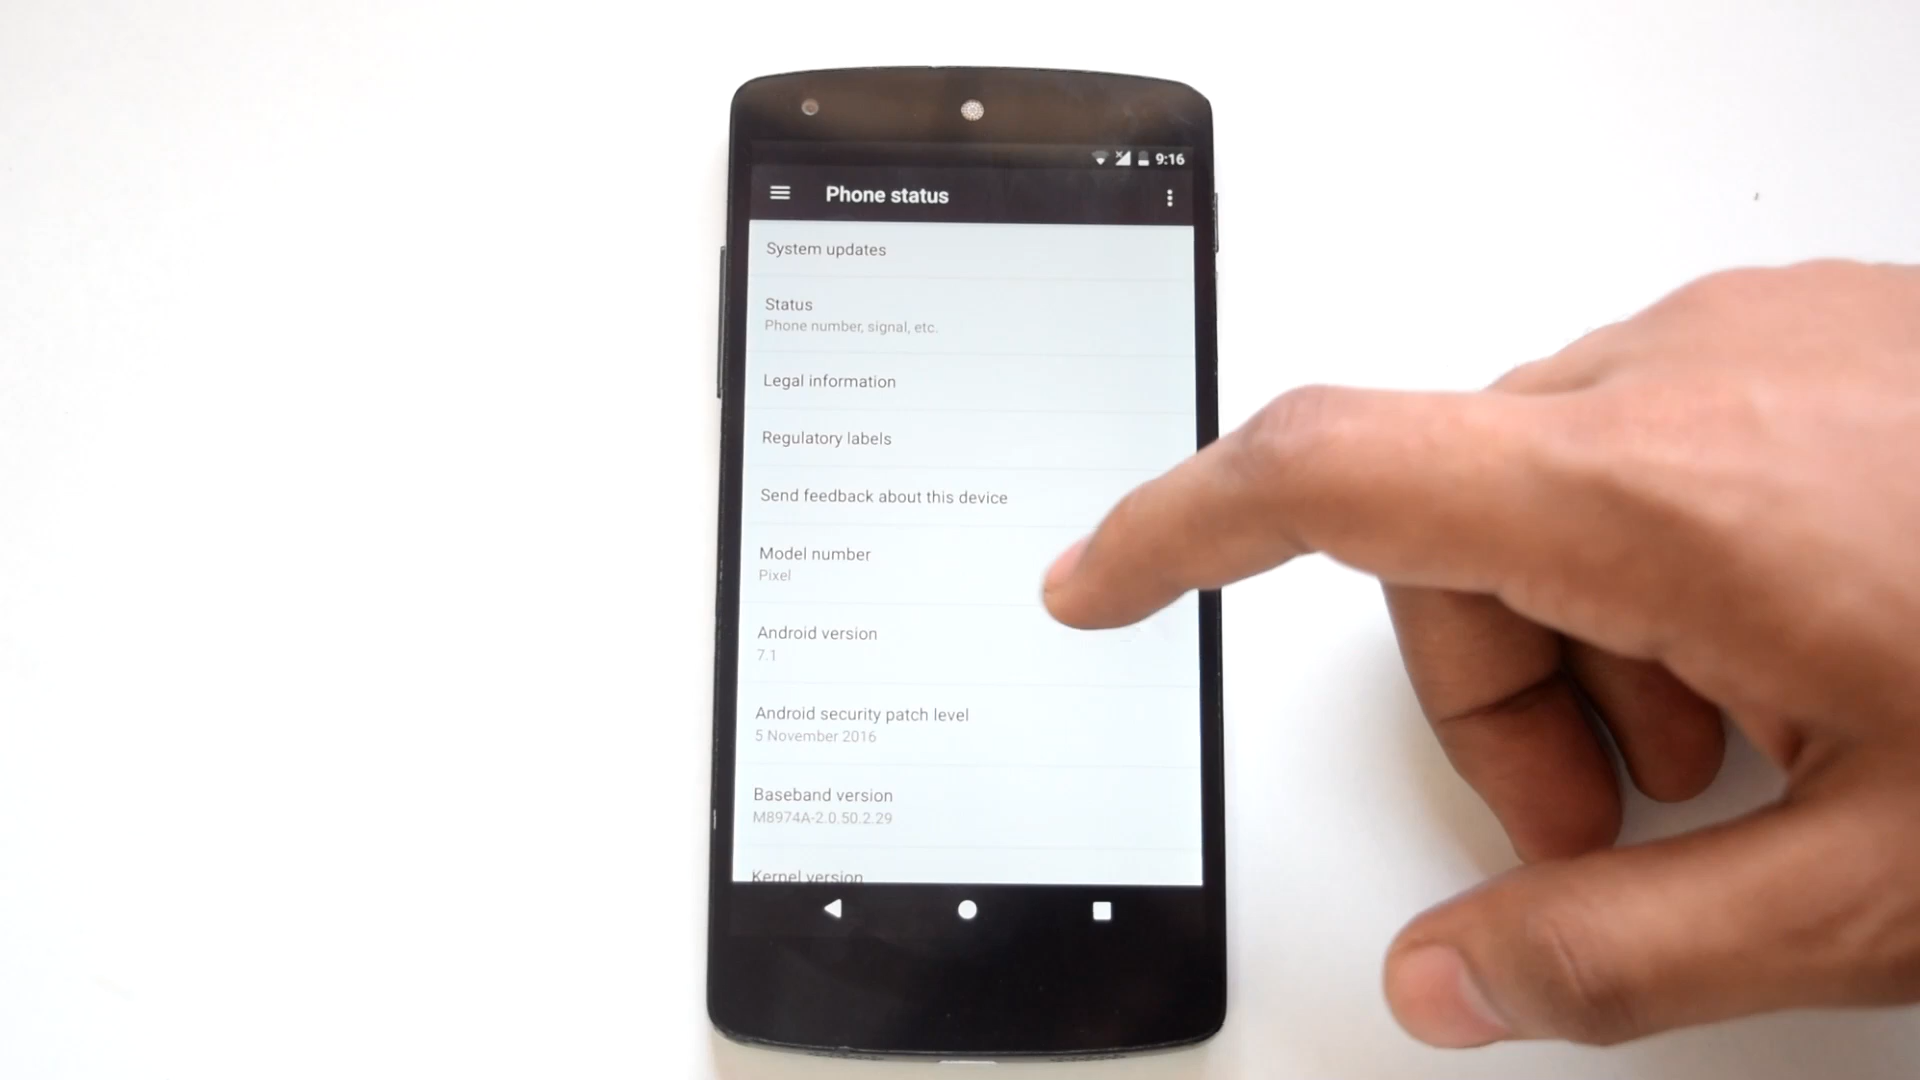 9:16
Phone status
System updates
Status
Phone number, signal, etc.
Legal information
Regulatory labels
Send feedback about this device
Model number
Pixel
Android version
7.1
Android security patch level
5 November 2016
Baseband version
M8974A-2.0.50.2.29
Kernel version